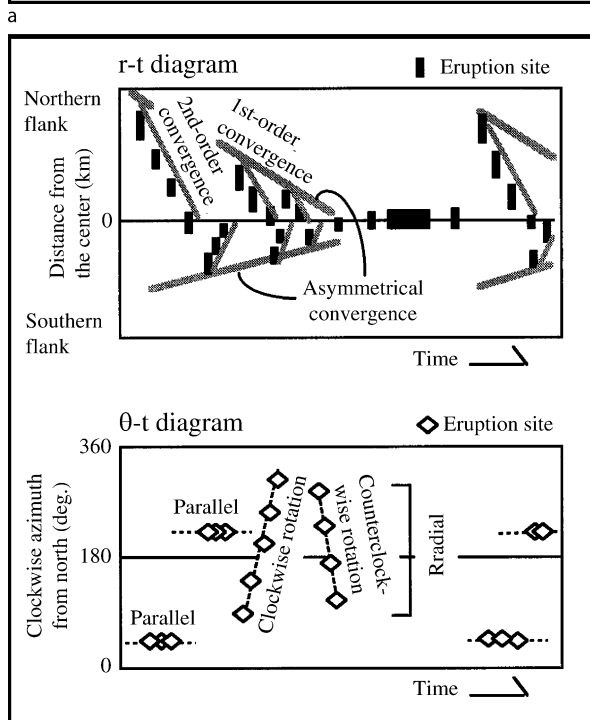 a
r-t diagram
Eruption site
Northern
flank
Distance from
the center (km)
0
Southern
flank
2nd-order
convergence
1st-order
convergence
Asymmetrical
convergence
Time
θ-t diagram
Eruption site
Clockwise azimuth
from north (deg.)
360
180
0
Parallel
Parallel
Clockwise rotation
Counterclock-
wise rotation
Rradial
Time